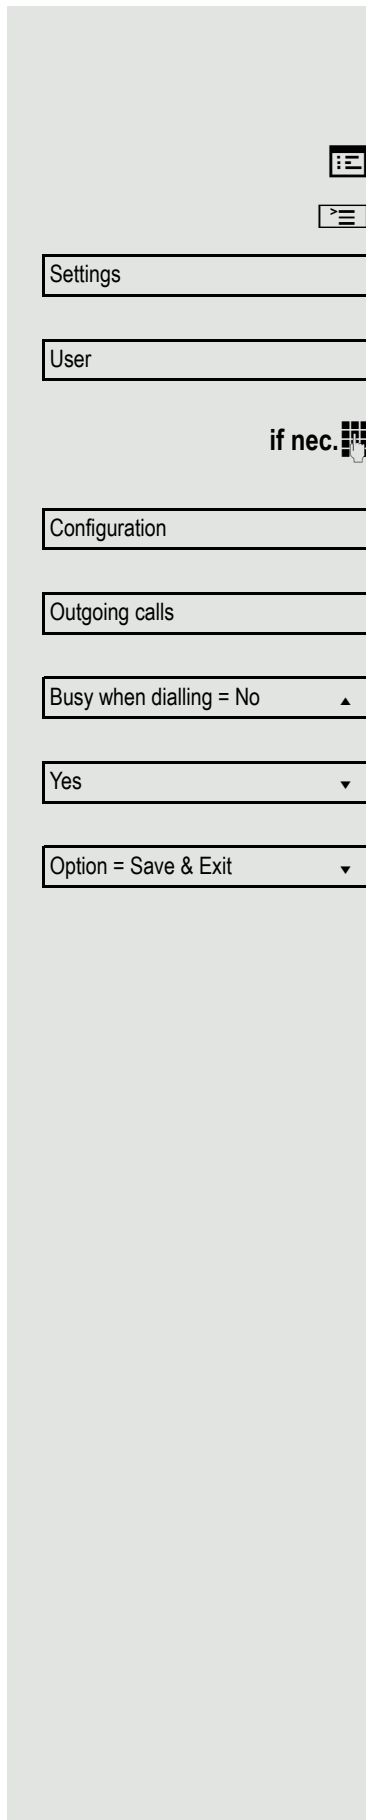 Settings
User
if nec.
Configuration
Outgoing calls
Busy when dialling = No
Yes
Option = Save & Exit